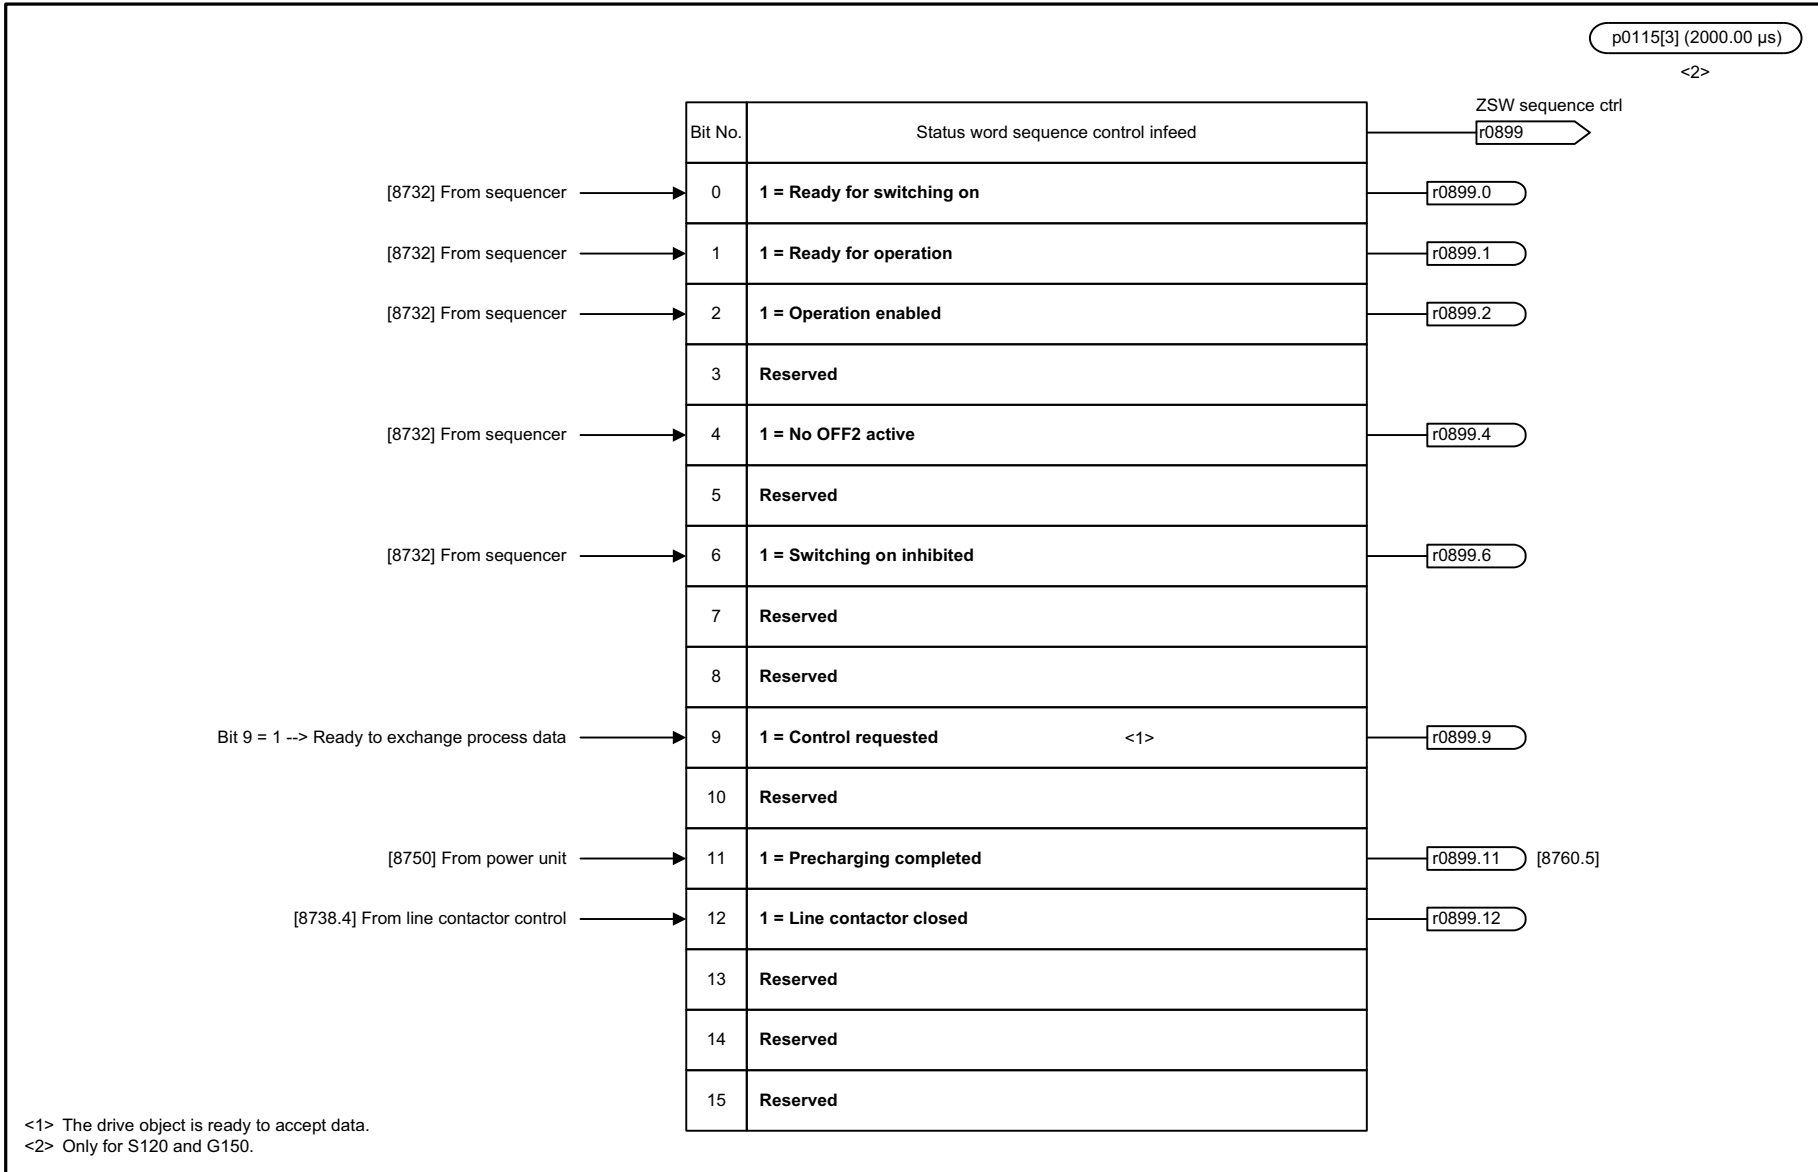 p0115[3] (2000.00 µs)
<2>
ZSW sequence ctrl
Bit No. Status word sequence control infeed r0899
[8732] From sequencer 0 1 = Ready for switching on r0899.0
[8732] From sequencer 1 1 = Ready for operation r0899.1
[8732] From sequencer 2 1 = Operation enabled r0899.2
3 Reserved
[8732] From sequencer 4 1 = No OFF2 active r0899.4
5 Reserved
[8732] From sequencer 6 1 = Switching on inhibited r0899.6
7 Reserved
8 Reserved
Bit 9 = 1 --> Ready to exchange process data 9 1 = Control requested <1> r0899.9
10 Reserved
[8750] From power unit 11 1 = Precharging completed r0899.11 [8760.5]
[8738.4] From line contactor control 12 1 = Line contactor closed r0899.12
13 Reserved
14 Reserved
15 Reserved
<1> The drive object is ready to accept data.
<2> Only for S120 and G150.